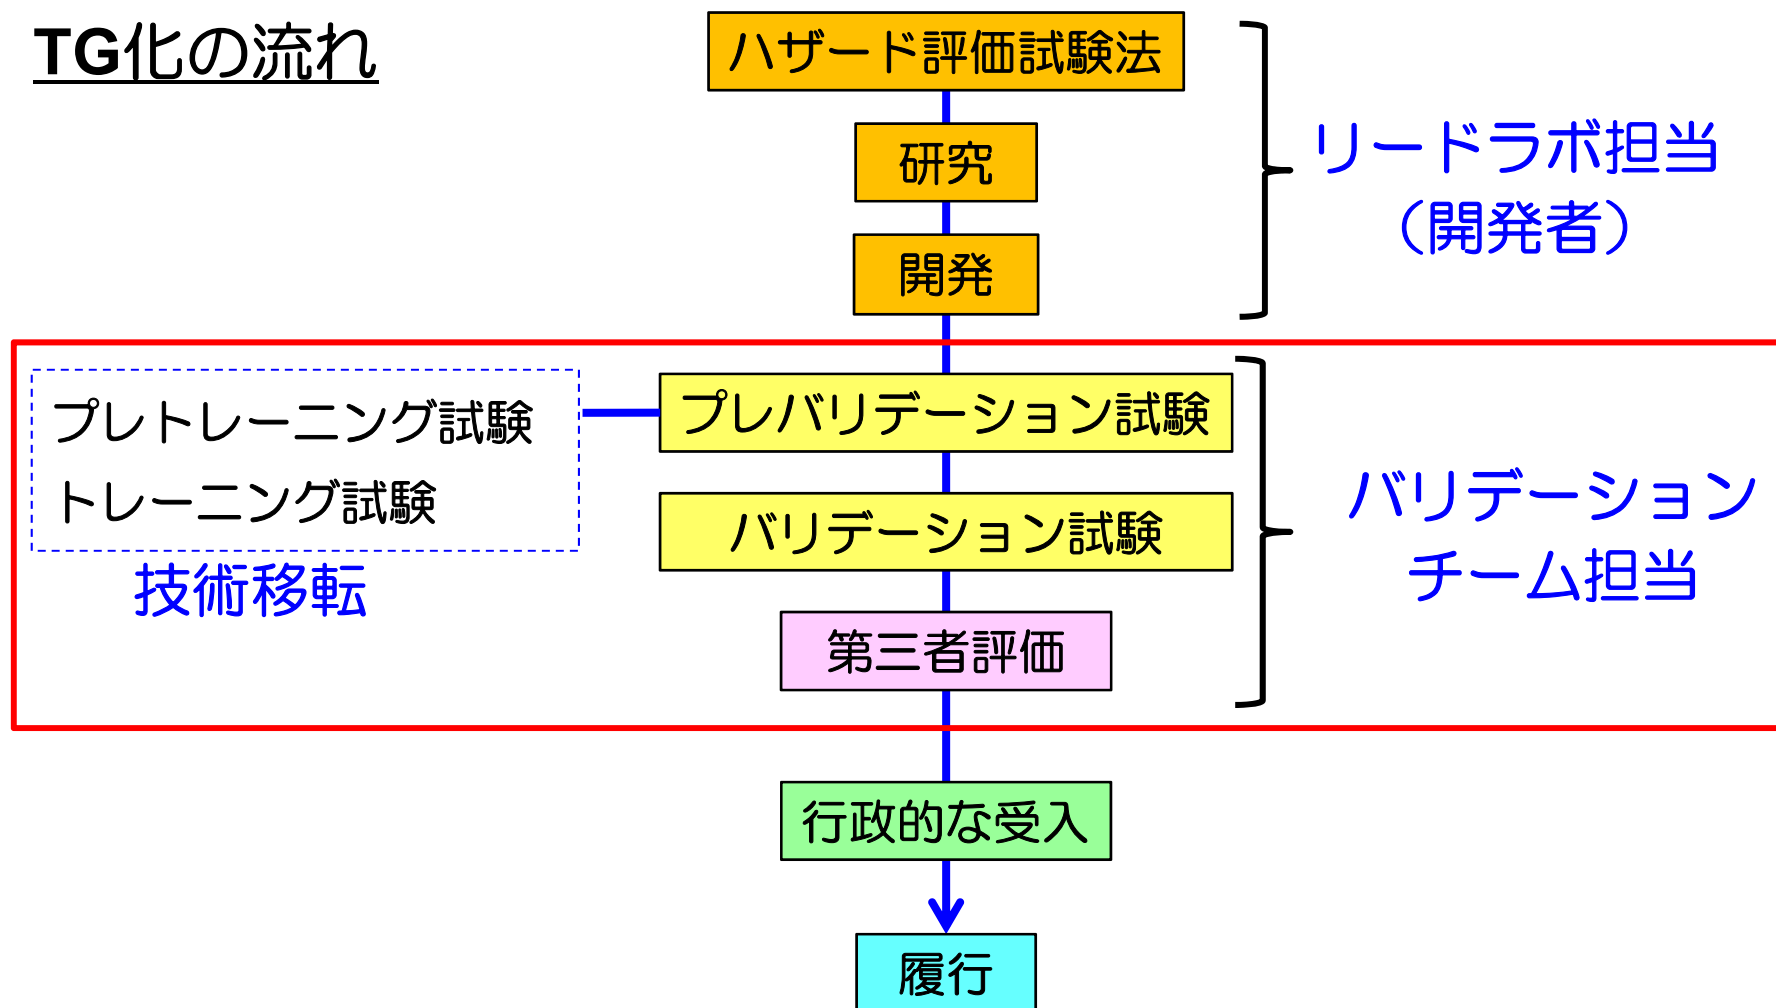 TG化の流れ
ハザード評価試験法
研究
開発
リードラボ担当
（開発者）
プレトレーニング試験
トレーニング試験
技術移転
プレバリデーション試験
バリデーション試験
第三者評価
バリデーション
チーム担当
行政的な受入
履行